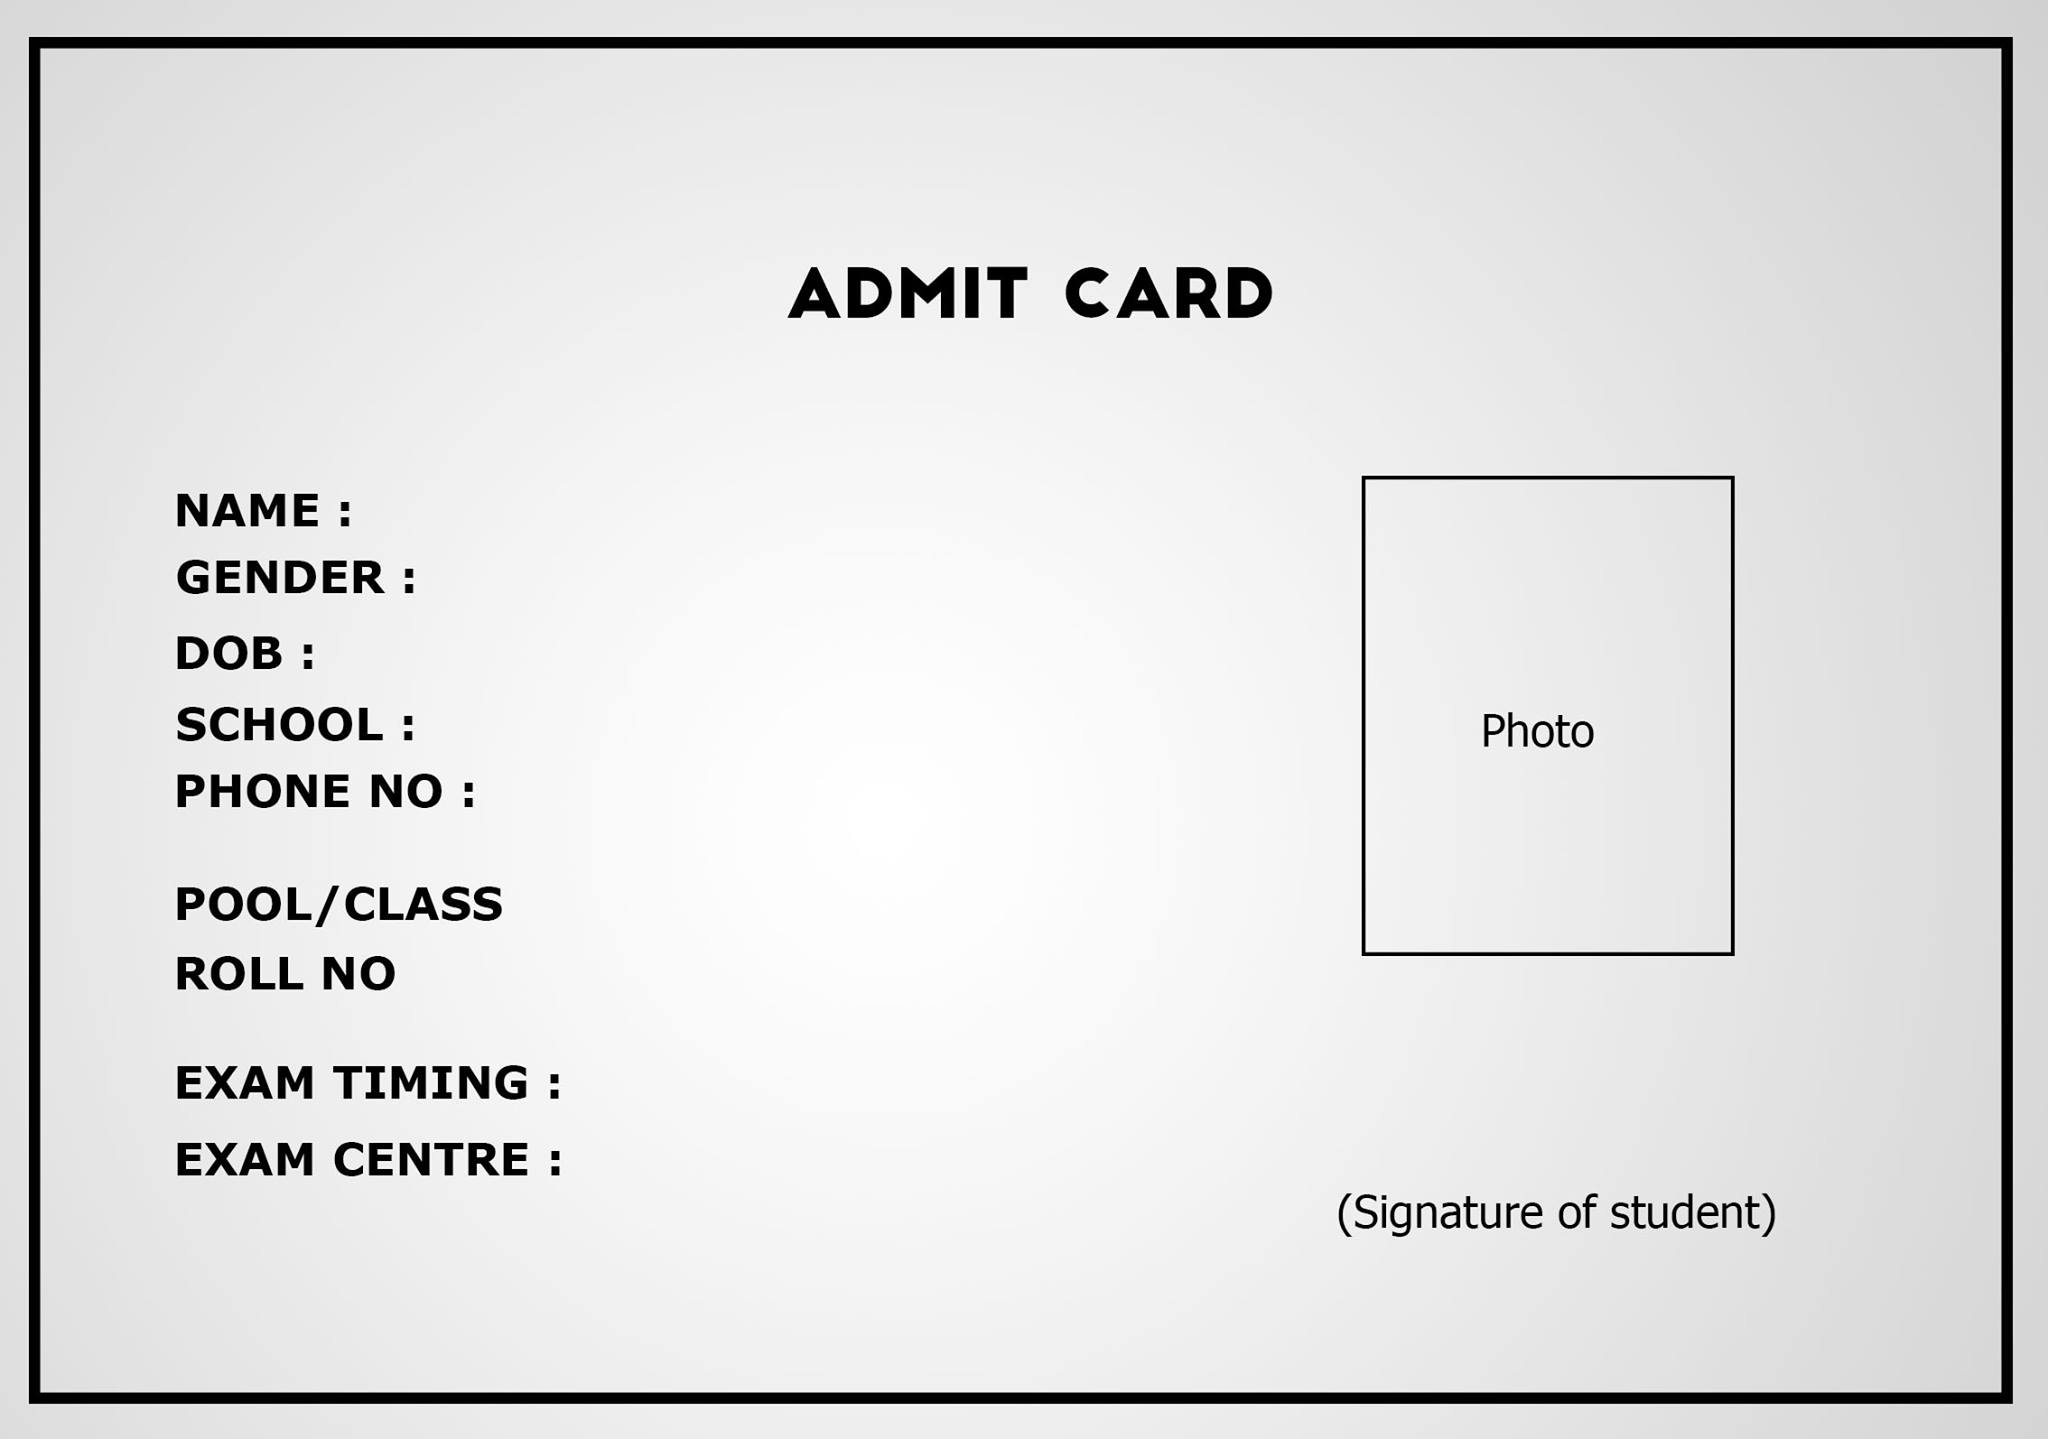 ADMIT CARD
NAME :
GENDER :
DOB :
SCHOOL :
PHONE NO :
POOL/CLASS
ROLL NO
EXAM TIMING :
EXAM CENTRE :
Photo
(Signature of student)